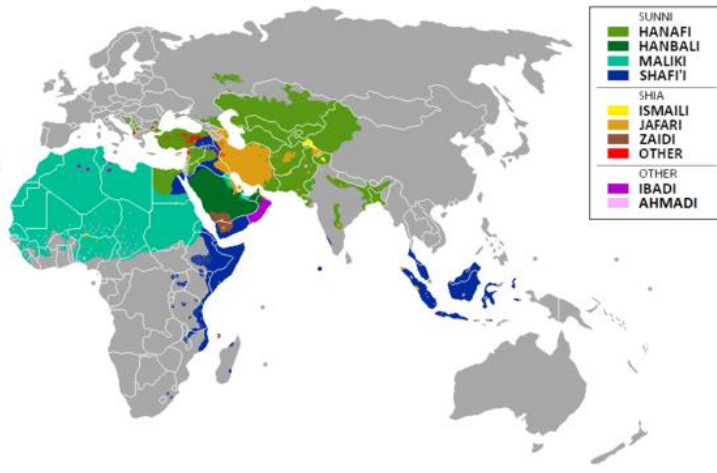 SUNNI
HANAFI
HANBALI
MALIKI
SHAFI'I
SHIA
ISMAILI
JAFARI
ZAIDI
OTHER
OTHER
IBADI
AHMADI